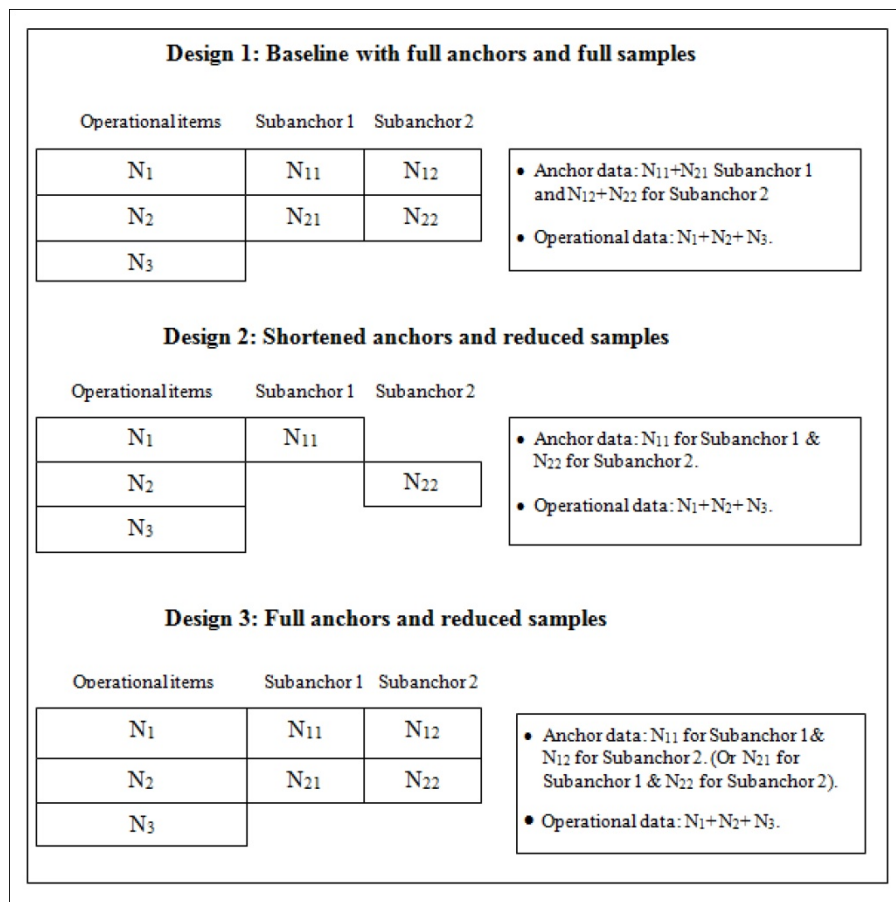 Design 1: Baseline with full anchors and full samples
Operational items Subanchor 1 Subanchor 2
N₁ N₁₁ N₁₂
N₂ N₂₁ N₂₂
N₃
• Anchor data: N₁₁+N₂₁ Subanchor 1
and N₁₂+N₂₂ for Subanchor 2
• Operational data: N₁+N₂+ N₃.
Design 2: Shortened anchors and reduced samples
Operational items Subanchor 1 Subanchor 2
N₁ N₁₁
N₂ N₂₂
N₃
• Anchor data: N₁₁ for Subanchor 1 &
N₂₂ for Subanchor 2.
• Operational data: N₁+N₂+ N₃.
Design 3: Full anchors and reduced samples
Operational items Subanchor 1 Subanchor 2
N₁ N₁₁ N₁₂
N₂ N₂₁ N₂₂
N₃
• Anchor data: N₁₁ for Subanchor 1&
N₁₂ for Subanchor 2. (Or N₂₁ for
Subanchor 1 & N₂₂ for Subanchor 2).
• Operational data: N₁+N₂+ N₃.